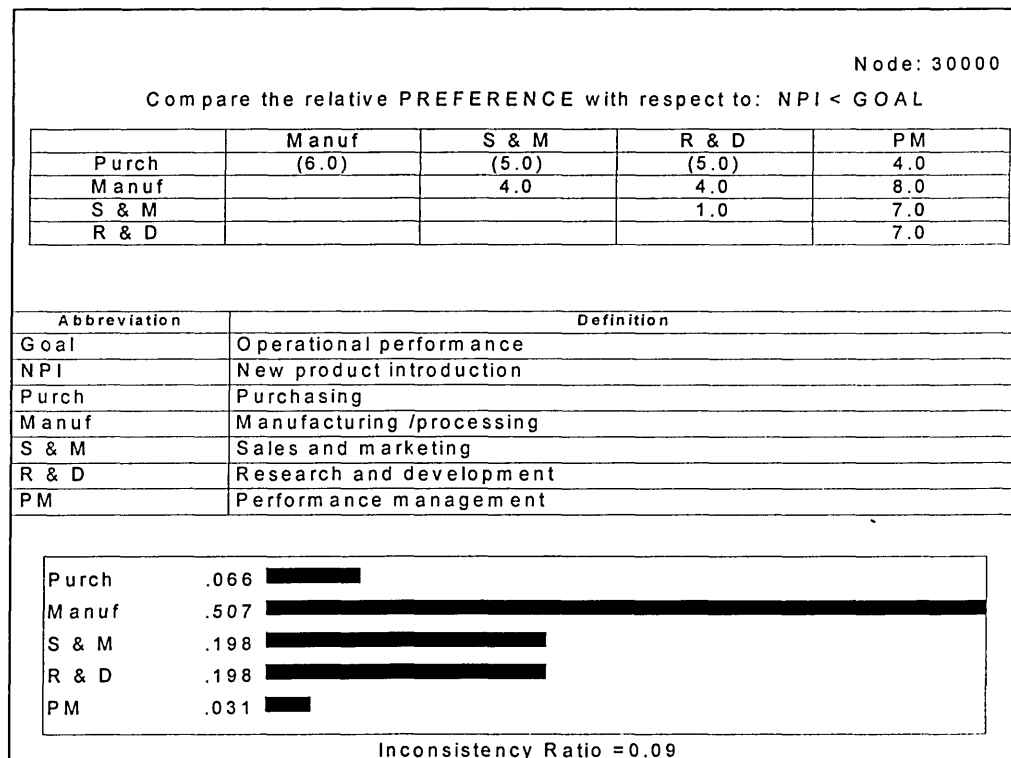 Node: 30000
Compare the relative PREFERENCE with respect to: NPI < GOAL
Manuf S & M R & D PM
Purch (6.0) (5.0) (5.0) 4.0
Manuf 4.0 4.0 8.0
S & M 1.0 7.0
R & D 7.0
Abbreviation Definition
Goal Operational performance
NPI New product introduction
Purch Purchasing
Manuf Manufacturing /processing
S & M Sales and marketing
R & D Research and development
PM Performance management
Purch .066
Manuf .507
S & M .198
R & D .198
PM .031
Inconsistency Ratio =0.09